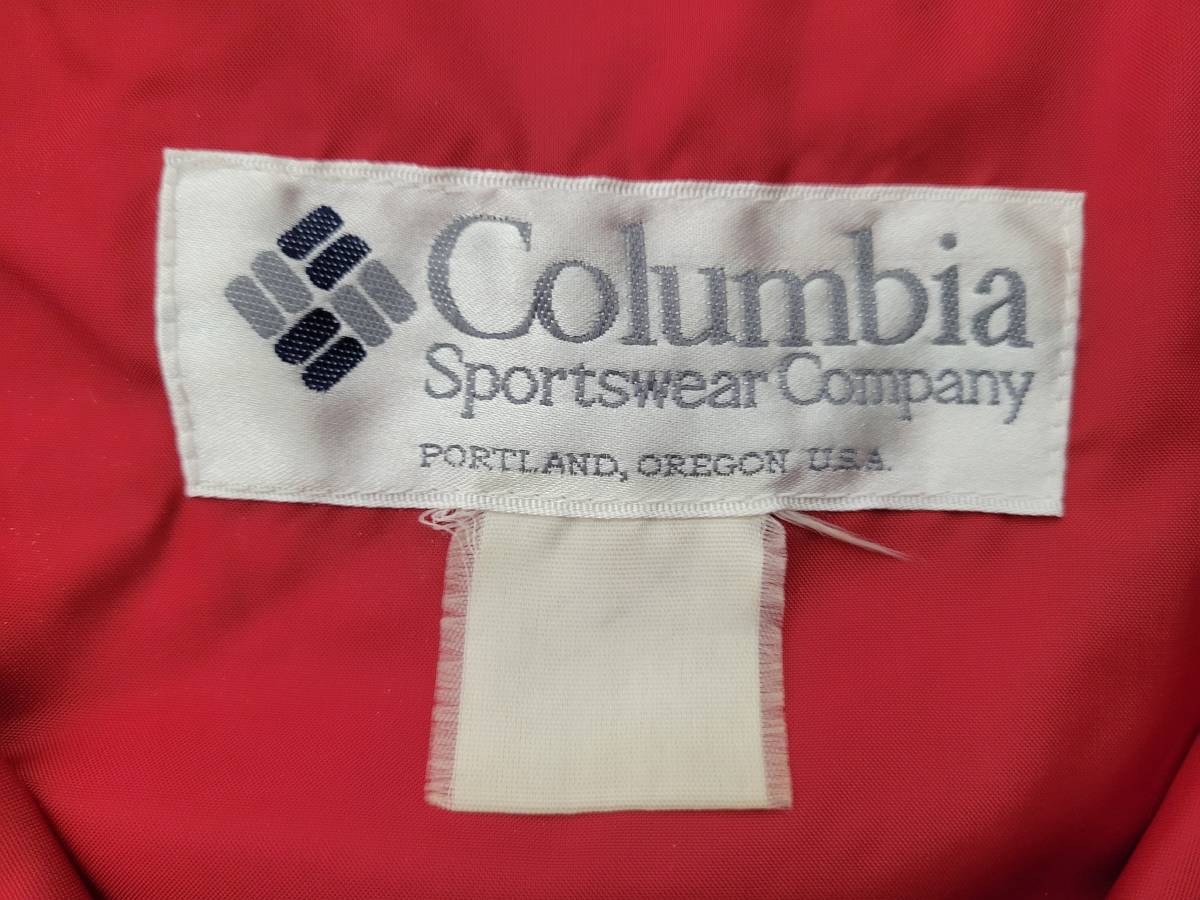 Columbia
Sportswear Company
PORTLAND, OREGON U.S.A.